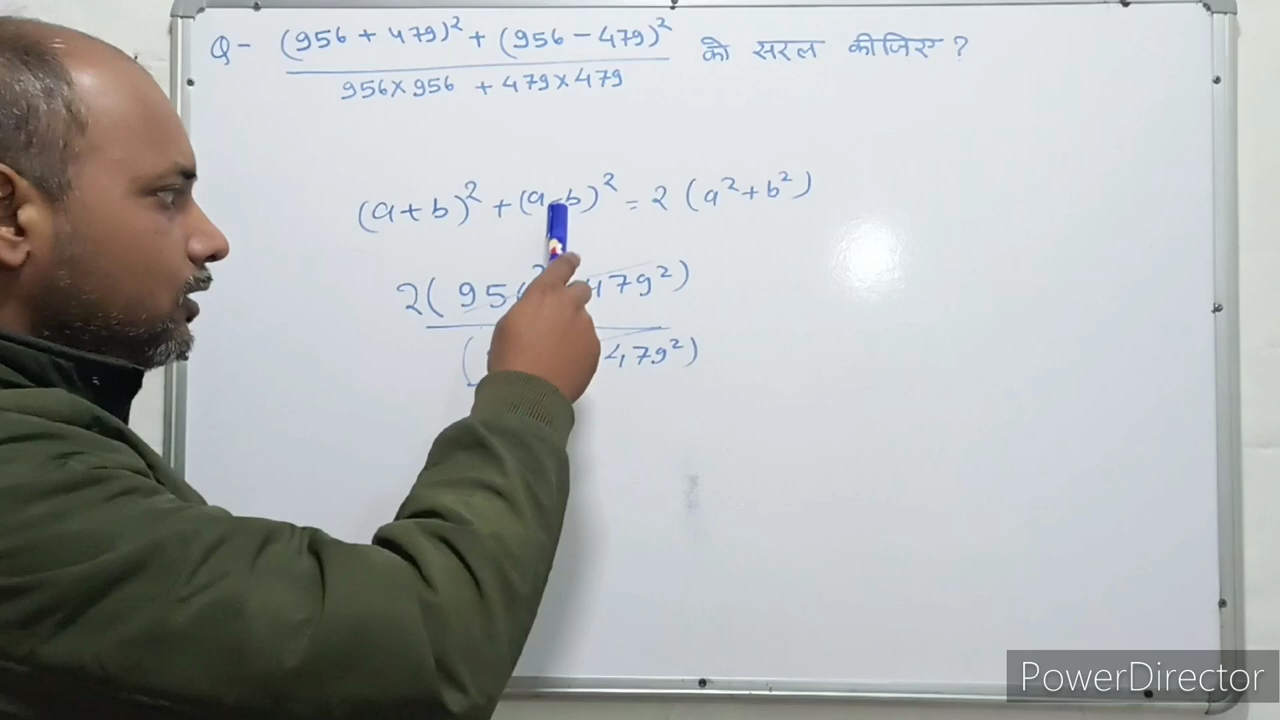 Q- (956 + 479)² + (956 - 479)² को सरल कीजिए ?
956×956 + 479×479
(a+b)² + (a-b)² = 2 (a²+b²)
2( 479²)
( 479²)
PowerDirector